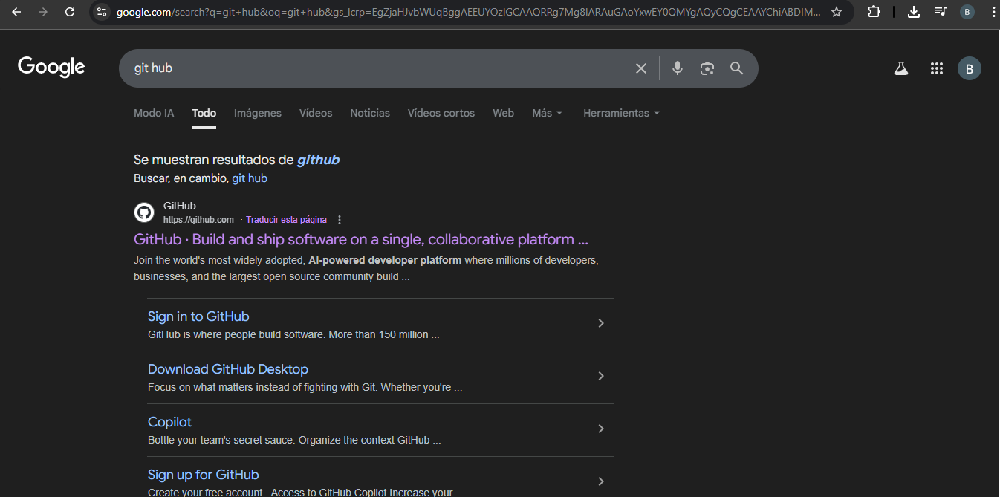 google.com/search?q=git+hub&oq=git+hub&gs_lcrp=EgZjaHJvbWUqBggAEEUYOzIGCAAQRRg7Mg8IARAuGAoYxwEY0QMYgAQyCQgCEAAYChiABDIM...
B
Google
git hub
B
Modo IA Todo Imágenes Vídeos Noticias Vídeos cortos Web Más Herramientas
Se muestran resultados de github
Buscar, en cambio, git hub
GitHub
https://github.com · Traducir esta página
GitHub · Build and ship software on a single, collaborative platform ...
Join the world's most widely adopted, AI-powered developer platform where millions of developers,
businesses, and the largest open source community build ...
Sign in to GitHub
GitHub is where people build software. More than 150 million ...
Download GitHub Desktop
Focus on what matters instead of fighting with Git. Whether you're ...
Copilot
Bottle your team's secret sauce. Organize the context GitHub ...
Sign up for GitHub
Create your free account · Access to GitHub Copilot Increase your ...